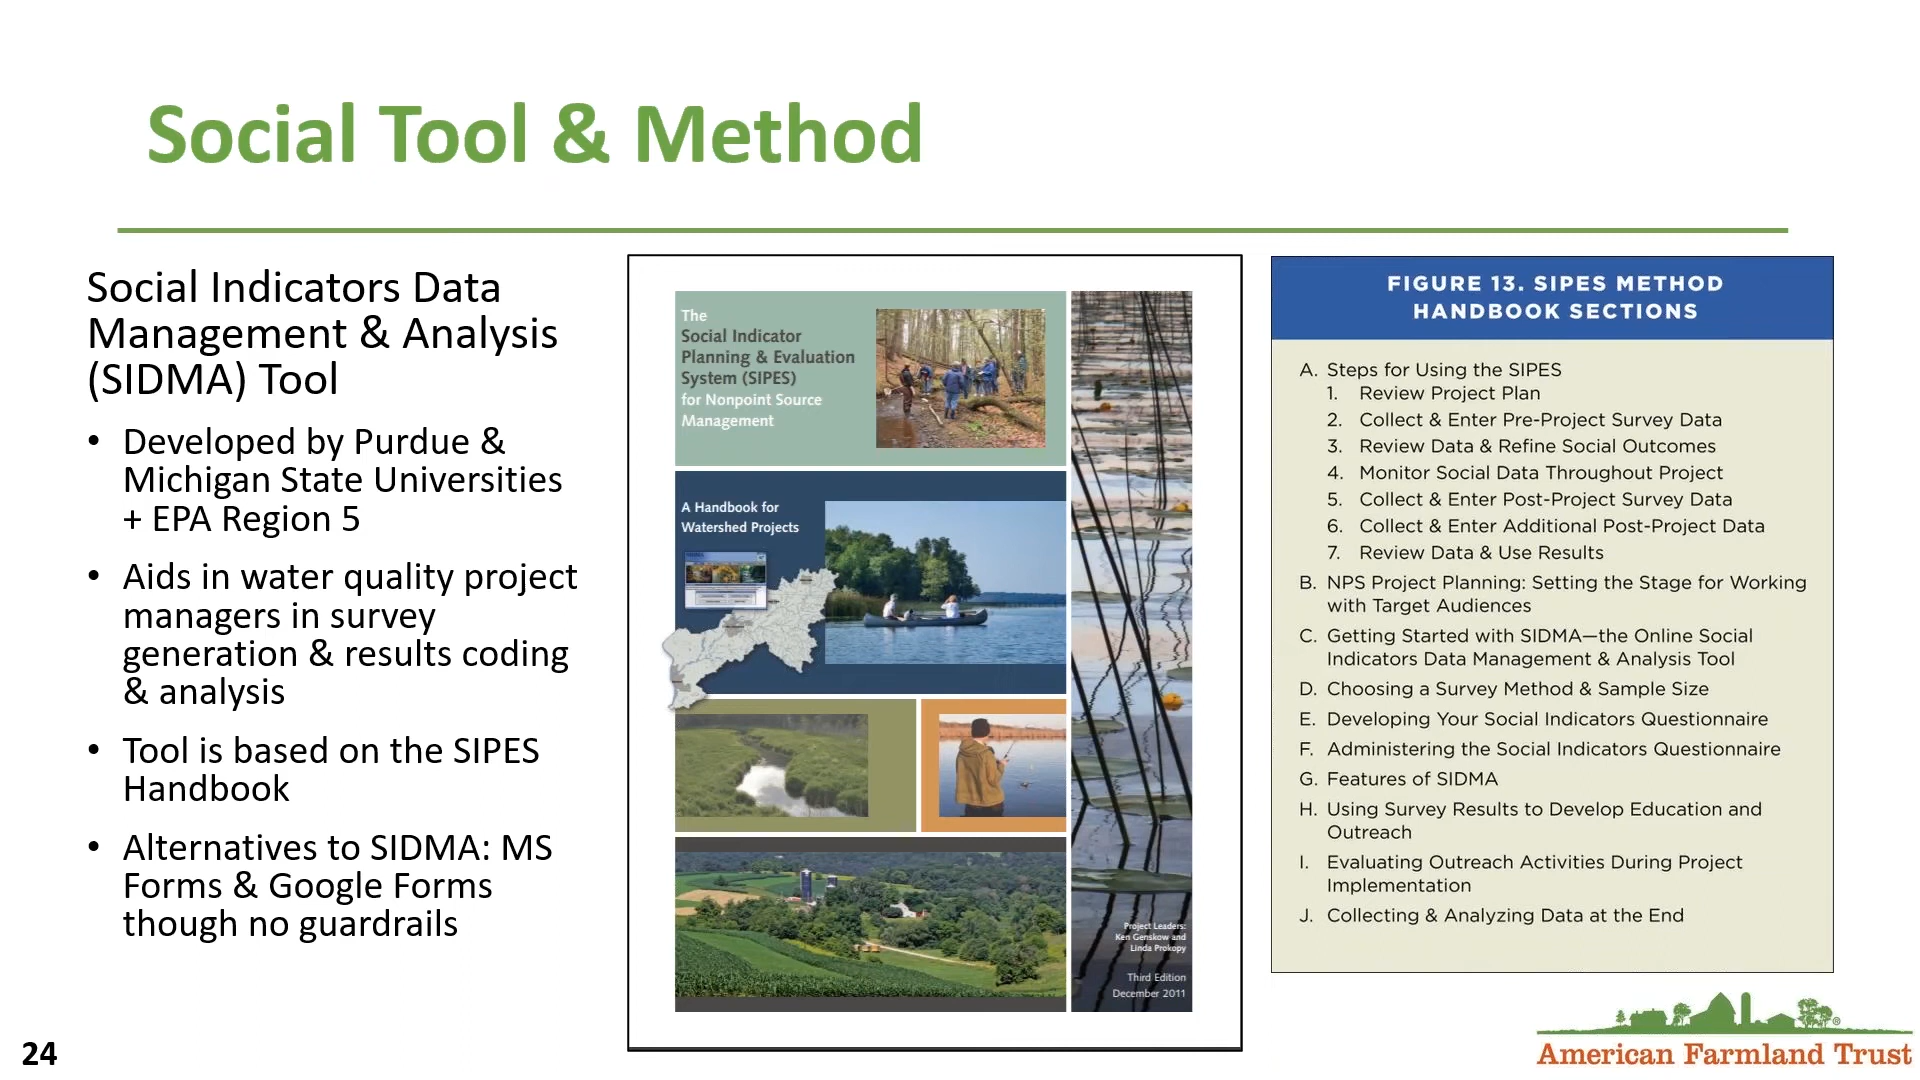 Social Tool & Method
Social Indicators Data
Management & Analysis
(SIDMA) Tool
• Developed by Purdue &
Michigan State Universities
+ EPA Region 5
• Aids in water quality project
managers in survey
generation & results coding
& analysis
• Tool is based on the SIPES
Handbook
• Alternatives to SIDMA: MS
Forms & Google Forms
though no guardrails
The
Social Indicator
Planning & Evaluation
System (SIPES)
for Nonpoint Source
Management
A Handbook for
Watershed Projects
Project Leaders:
Ken Genskow and
Linda Prokopy
Third Edition
December 2011
FIGURE 13. SIPES METHOD
HANDBOOK SECTIONS
A. Steps for Using the SIPES
1. Review Project Plan
2. Collect & Enter Pre-Project Survey Data
3. Review Data & Refine Social Outcomes
4. Monitor Social Data Throughout Project
5. Collect & Enter Post-Project Survey Data
6. Collect & Enter Additional Post-Project Data
7. Review Data & Use Results
B. NPS Project Planning: Setting the Stage for Working
with Target Audiences
C. Getting Started with SIDMA—the Online Social
Indicators Data Management & Analysis Tool
D. Choosing a Survey Method & Sample Size
E. Developing Your Social Indicators Questionnaire
F. Administering the Social Indicators Questionnaire
G. Features of SIDMA
H. Using Survey Results to Develop Education and
Outreach
I. Evaluating Outreach Activities During Project
Implementation
J. Collecting & Analyzing Data at the End
24
American Farmland Trust